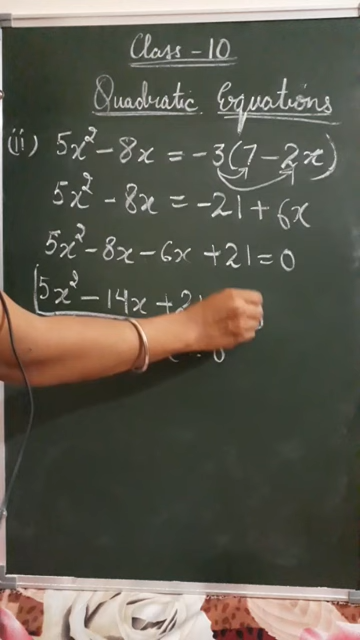 Class - 10
Quadratic Equations
(ii) 5x² - 8x = -3(7 - 2x)
5x² - 8x = -21 + 6x
5x² - 8x - 6x + 21 = 0
5x² - 14x + 2